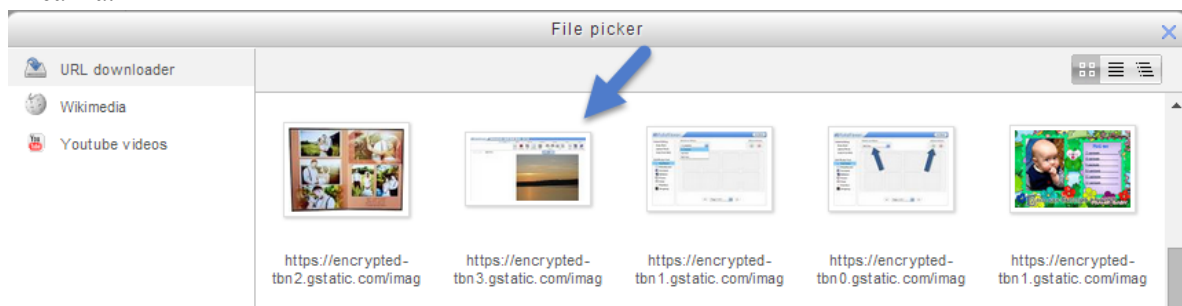 File picker
URL downloader
Wikimedia
Youtube videos
https://encrypted-
tbn2.gstatic.com/imag
https://encrypted-
tbn3.gstatic.com/imag
https://encrypted-
tbn1.gstatic.com/imag
https://encrypted-
tbn0.gstatic.com/imag
https://encrypted-
tbn1.gstatic.com/imag